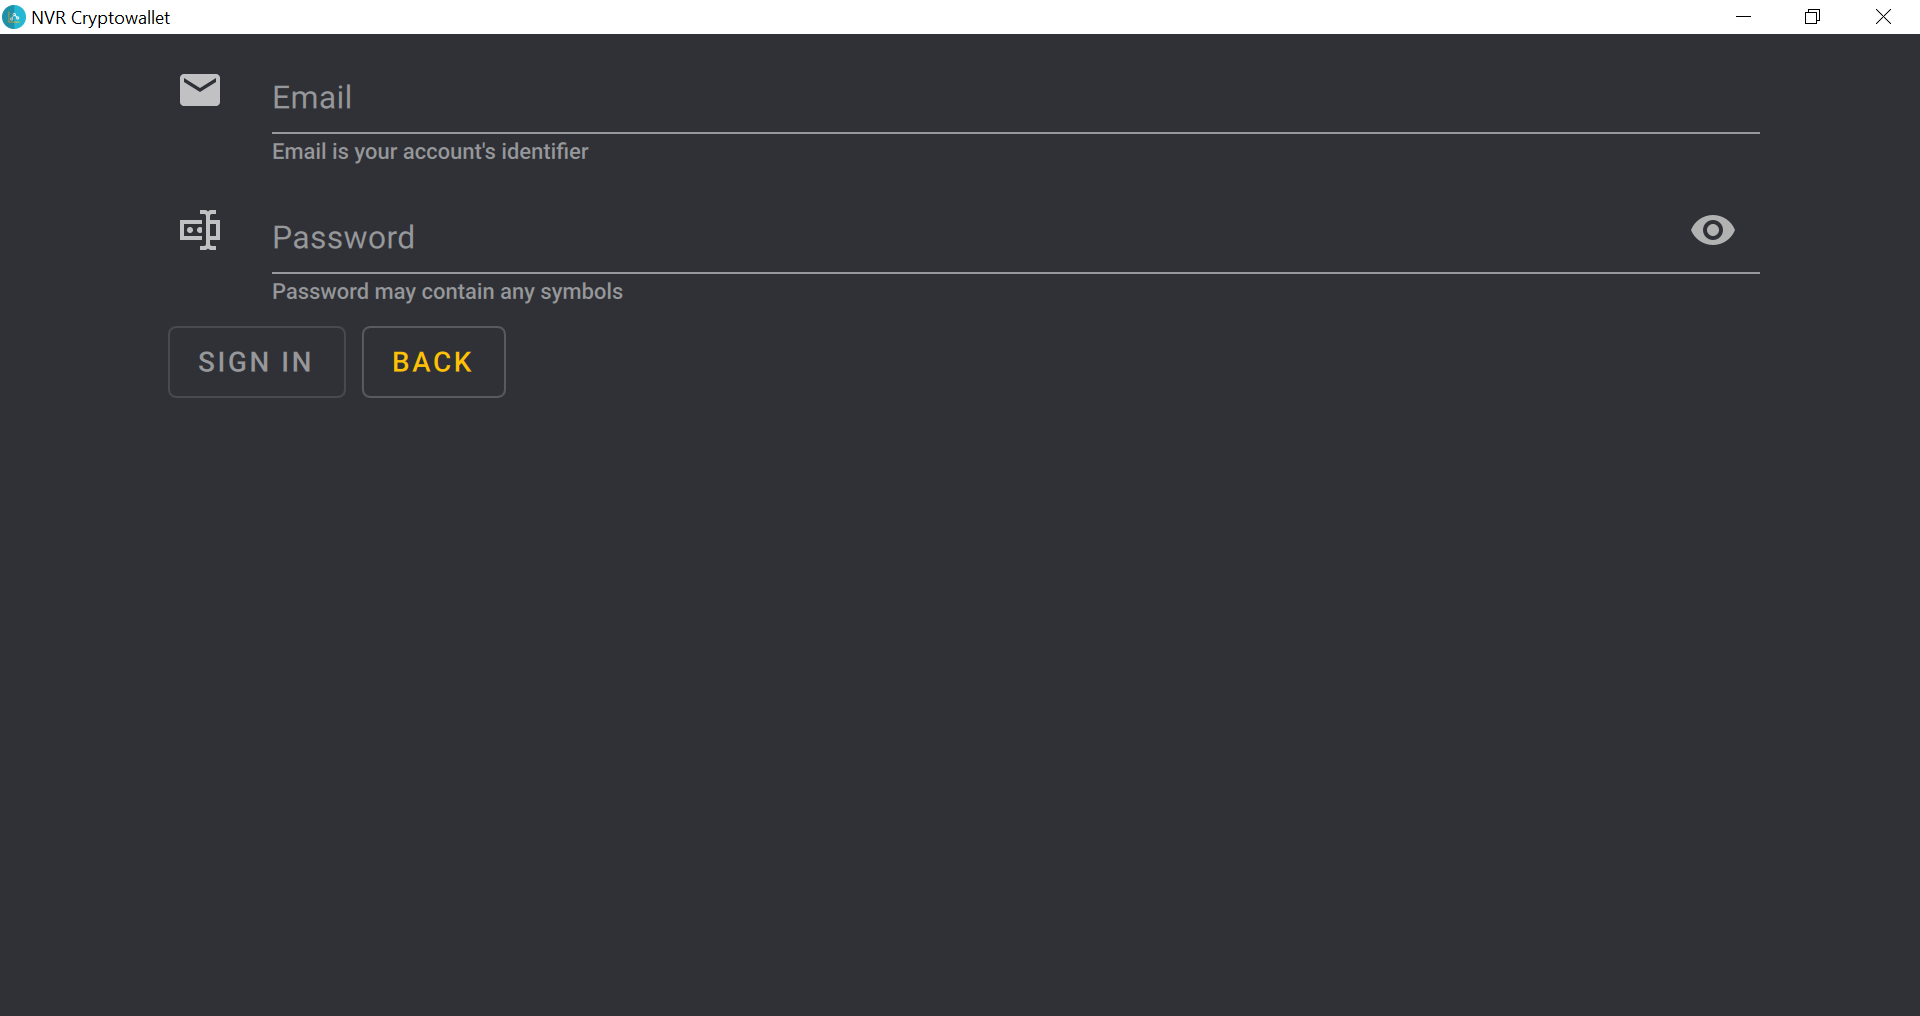 NVR Cryptowallet
Email
Email is your account's identifier
Password
Password may contain any symbols
SIGN IN
BACK